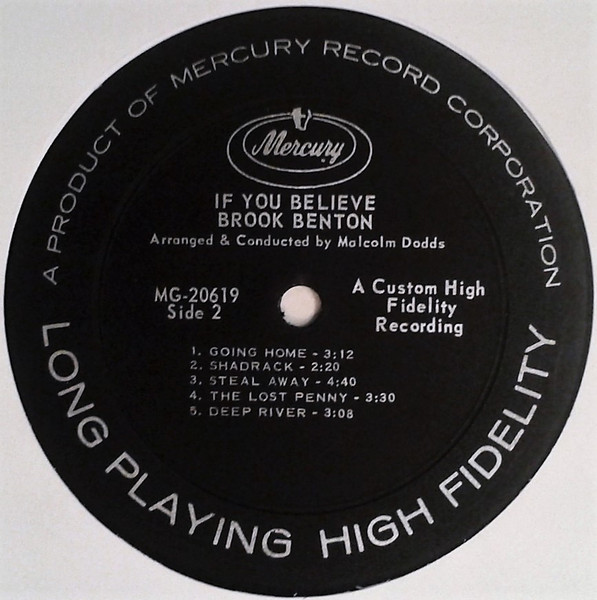 A PRODUCT OF MERCURY RECORD CORPORATION
Mercury
IF YOU BELIEVE
BROOK BENTON
Arranged & Conducted by Malcolm Dodds
MG-20619
Side 2
A Custom High
Fidelity
Recording
1. GOING HOME - 3:12
2. SHADRACK - 2:20
3. STEAL AWAY - 4:40
4. THE LOST PENNY - 3:30
5. DEEP RIVER - 3:08
LONG PLAYING HIGH FIDELITY